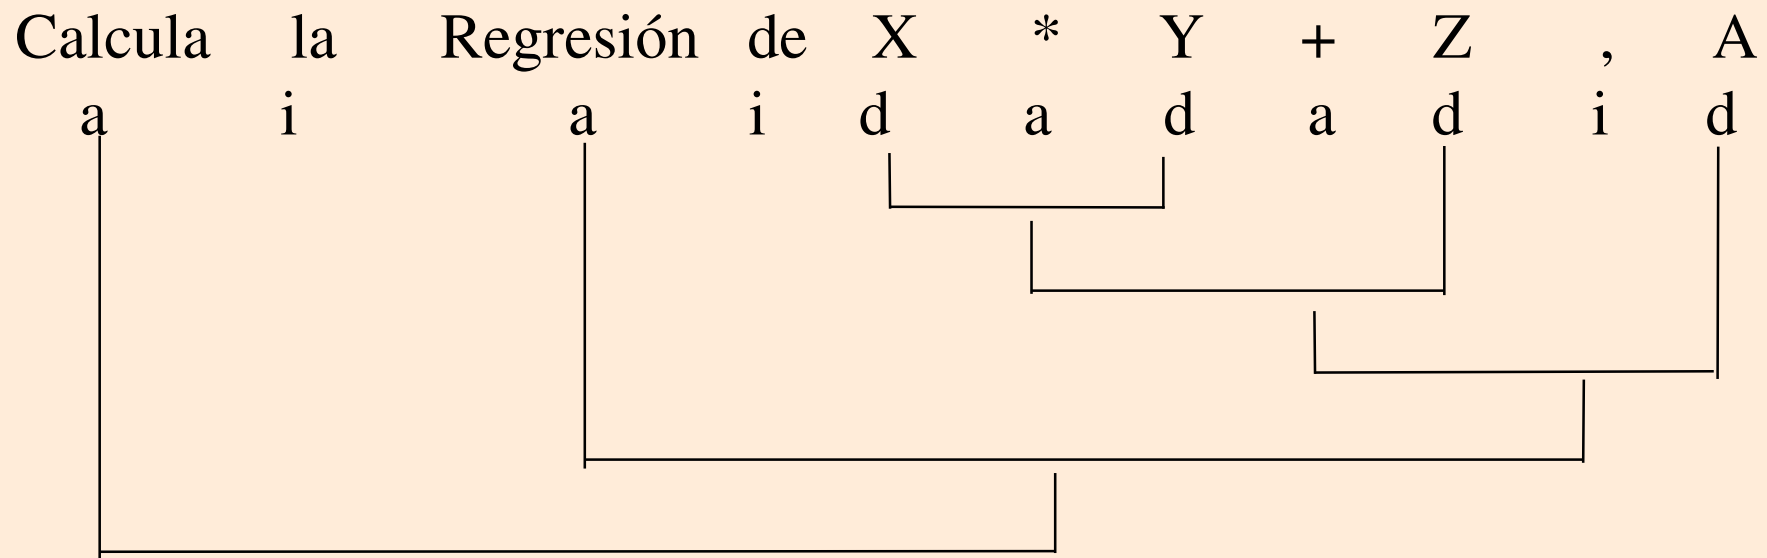 Calcula la Regresión de X * Y + Z , A
a i a i d a d a d i d